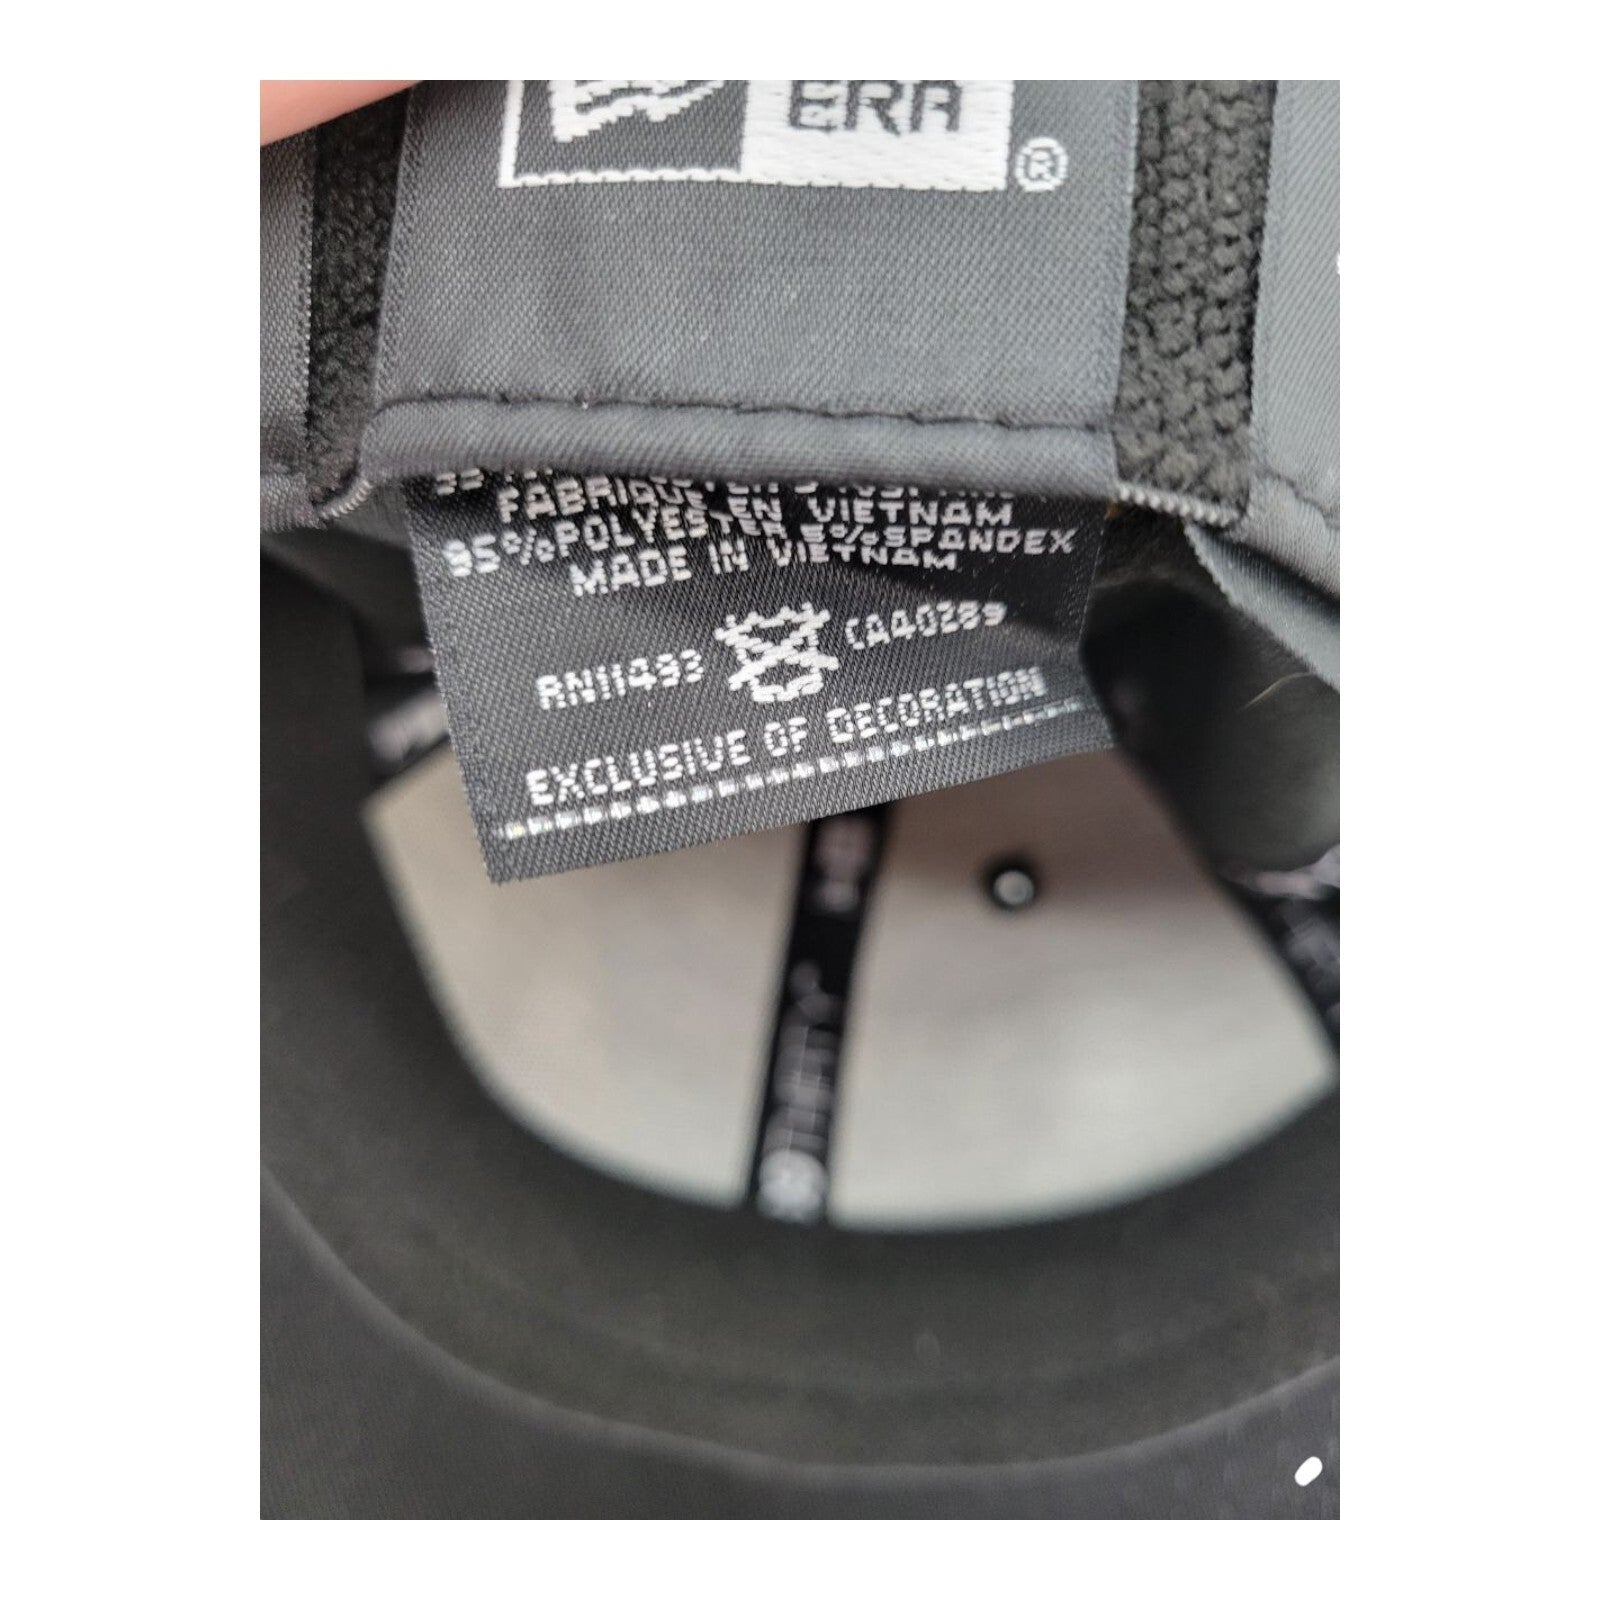 ERA
®
FABRIQUE EN VIETNAM
95%POLYESTER 5%SPANDEX
MADE IN VIETNAM
RN11493 CA40289
EXCLUSIVE OF DECORATION